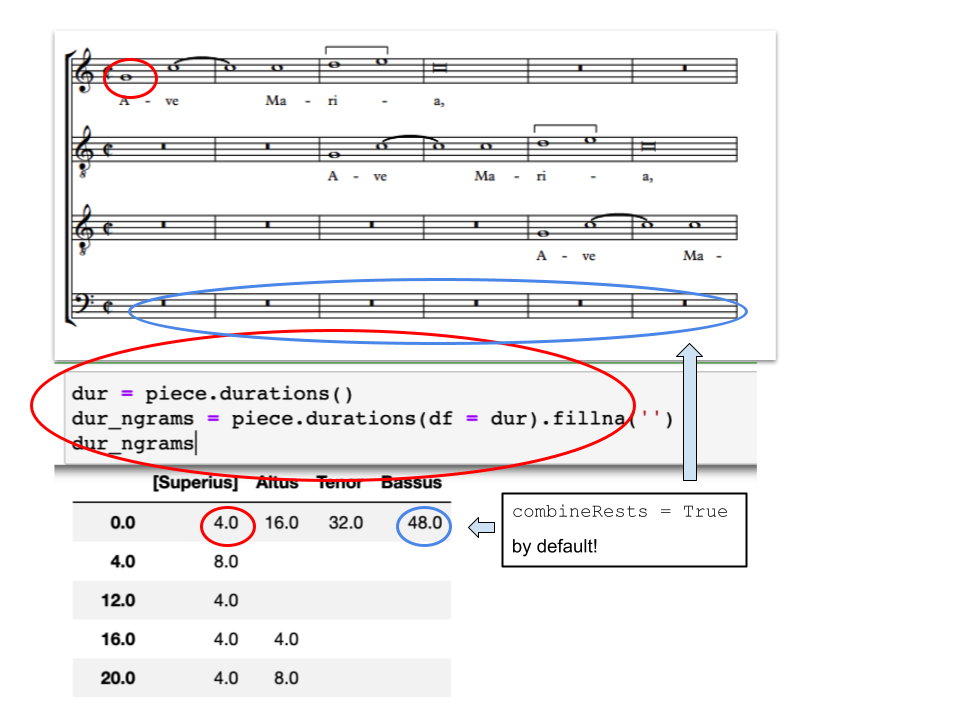 A - ve Ma - ri - a,
8 A - ve Ma - ri - a,
8 A - ve Ma -
dur = piece.durations()
dur_ngrams = piece.durations(df = dur).fillna('')
dur_ngrams
[Superius] Altus Tenor Bassus
0.0 4.0 16.0 32.0 48.0
4.0 8.0
12.0 4.0
16.0 4.0 4.0
20.0 4.0 8.0
combineRests = True
by default!